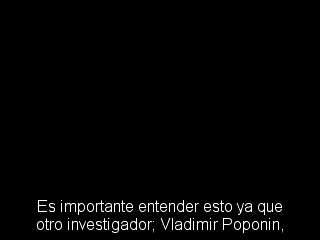 Es importante entender esto ya que
otro investigador; Vladimir Poponin,